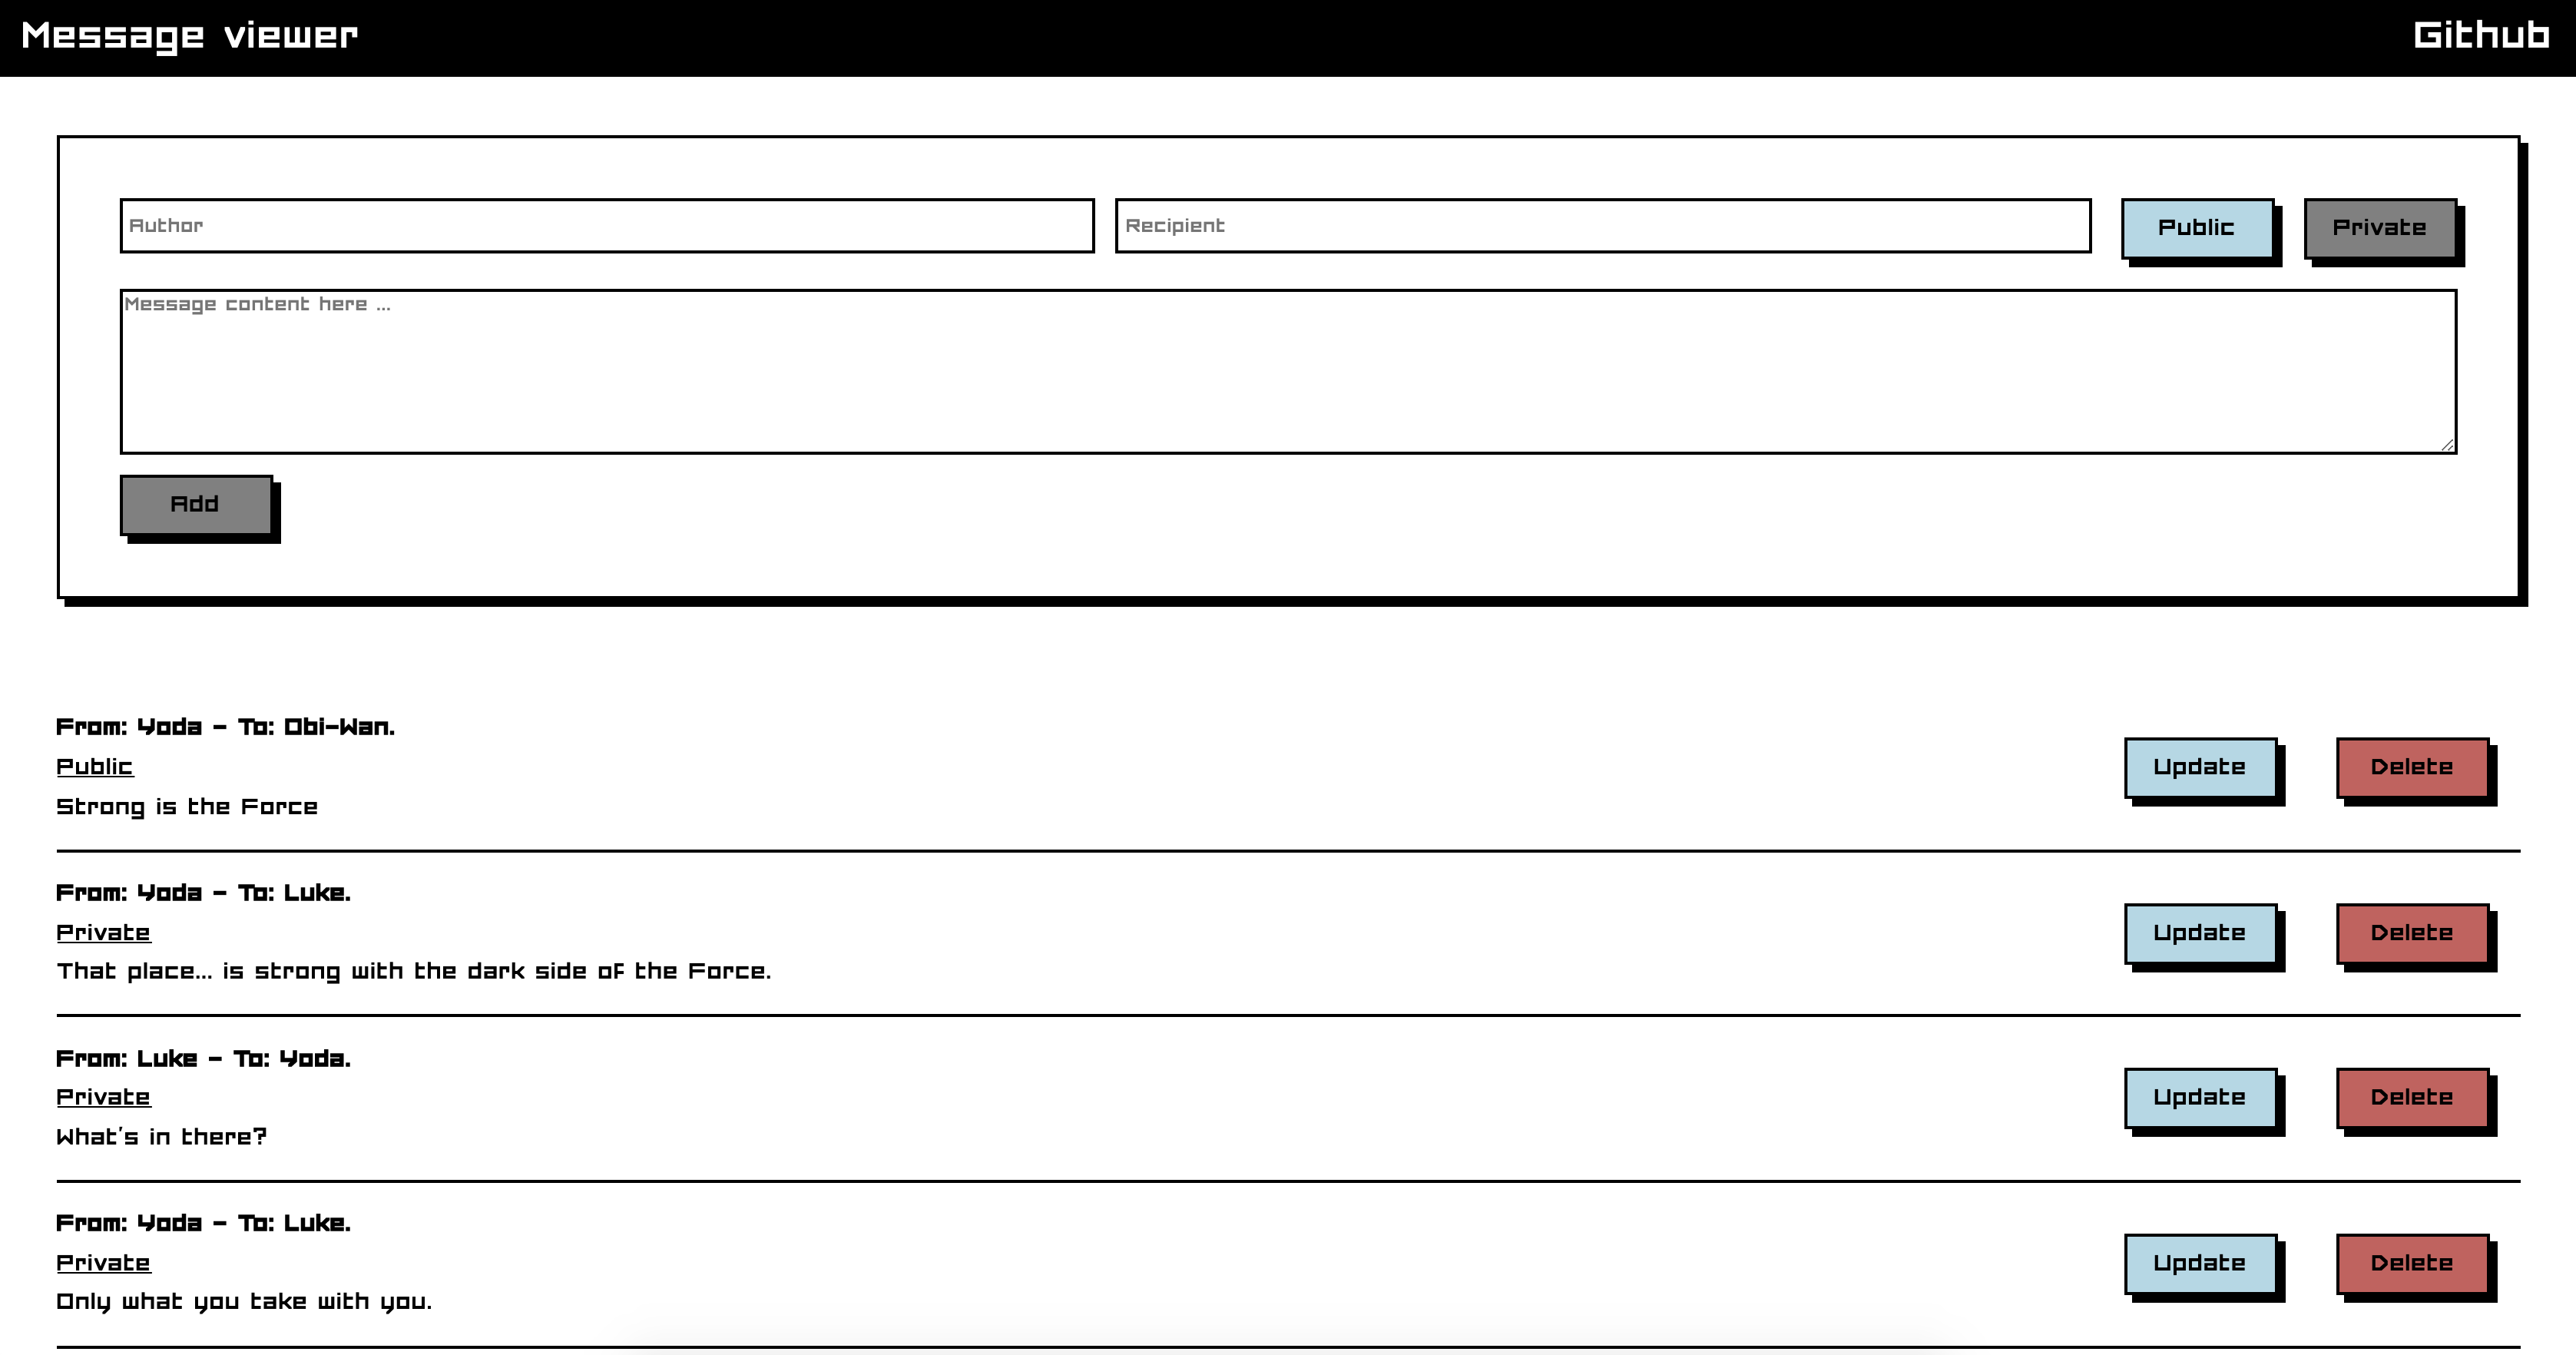 Message viewer Github
Author Recipient Public Private
Message content here ...
Add
From: Yoda - To: Obi-Wan.
Public
Strong is the Force
Update Delete
From: Yoda - To: Luke.
Private
That place... is strong with the dark side of the Force.
Update Delete
From: Luke - To: Yoda.
Private
What's in there?
Update Delete
From: Yoda - To: Luke.
Private
Only what you take with you.
Update Delete